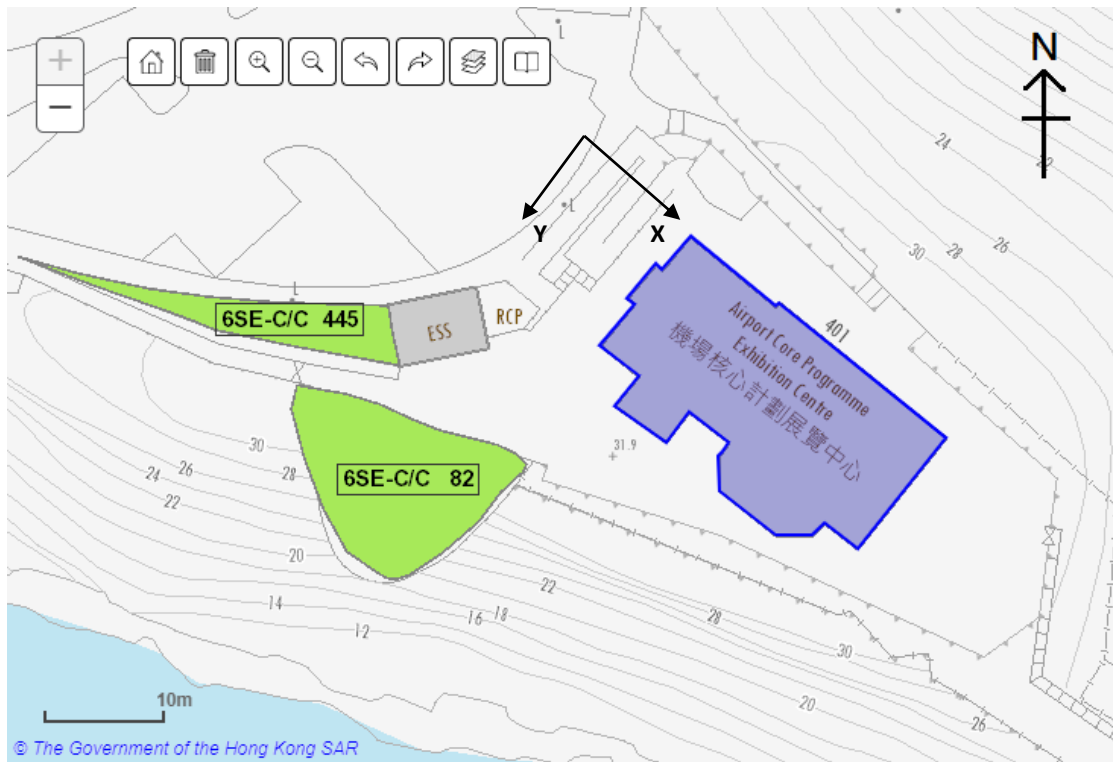 +
−
N
L
24
22
30
28
26
L
Y
X
L
6SE-C/C 445
ESS
RCP
401
Airport Core Programme
Exhibition Centre
機場核心計劃展覽中心
31.9
30
28
26
24
22
20
6SE-C/C 82
14
12
16
18
22
28
30
20
26
10m
© The Government of the Hong Kong SAR